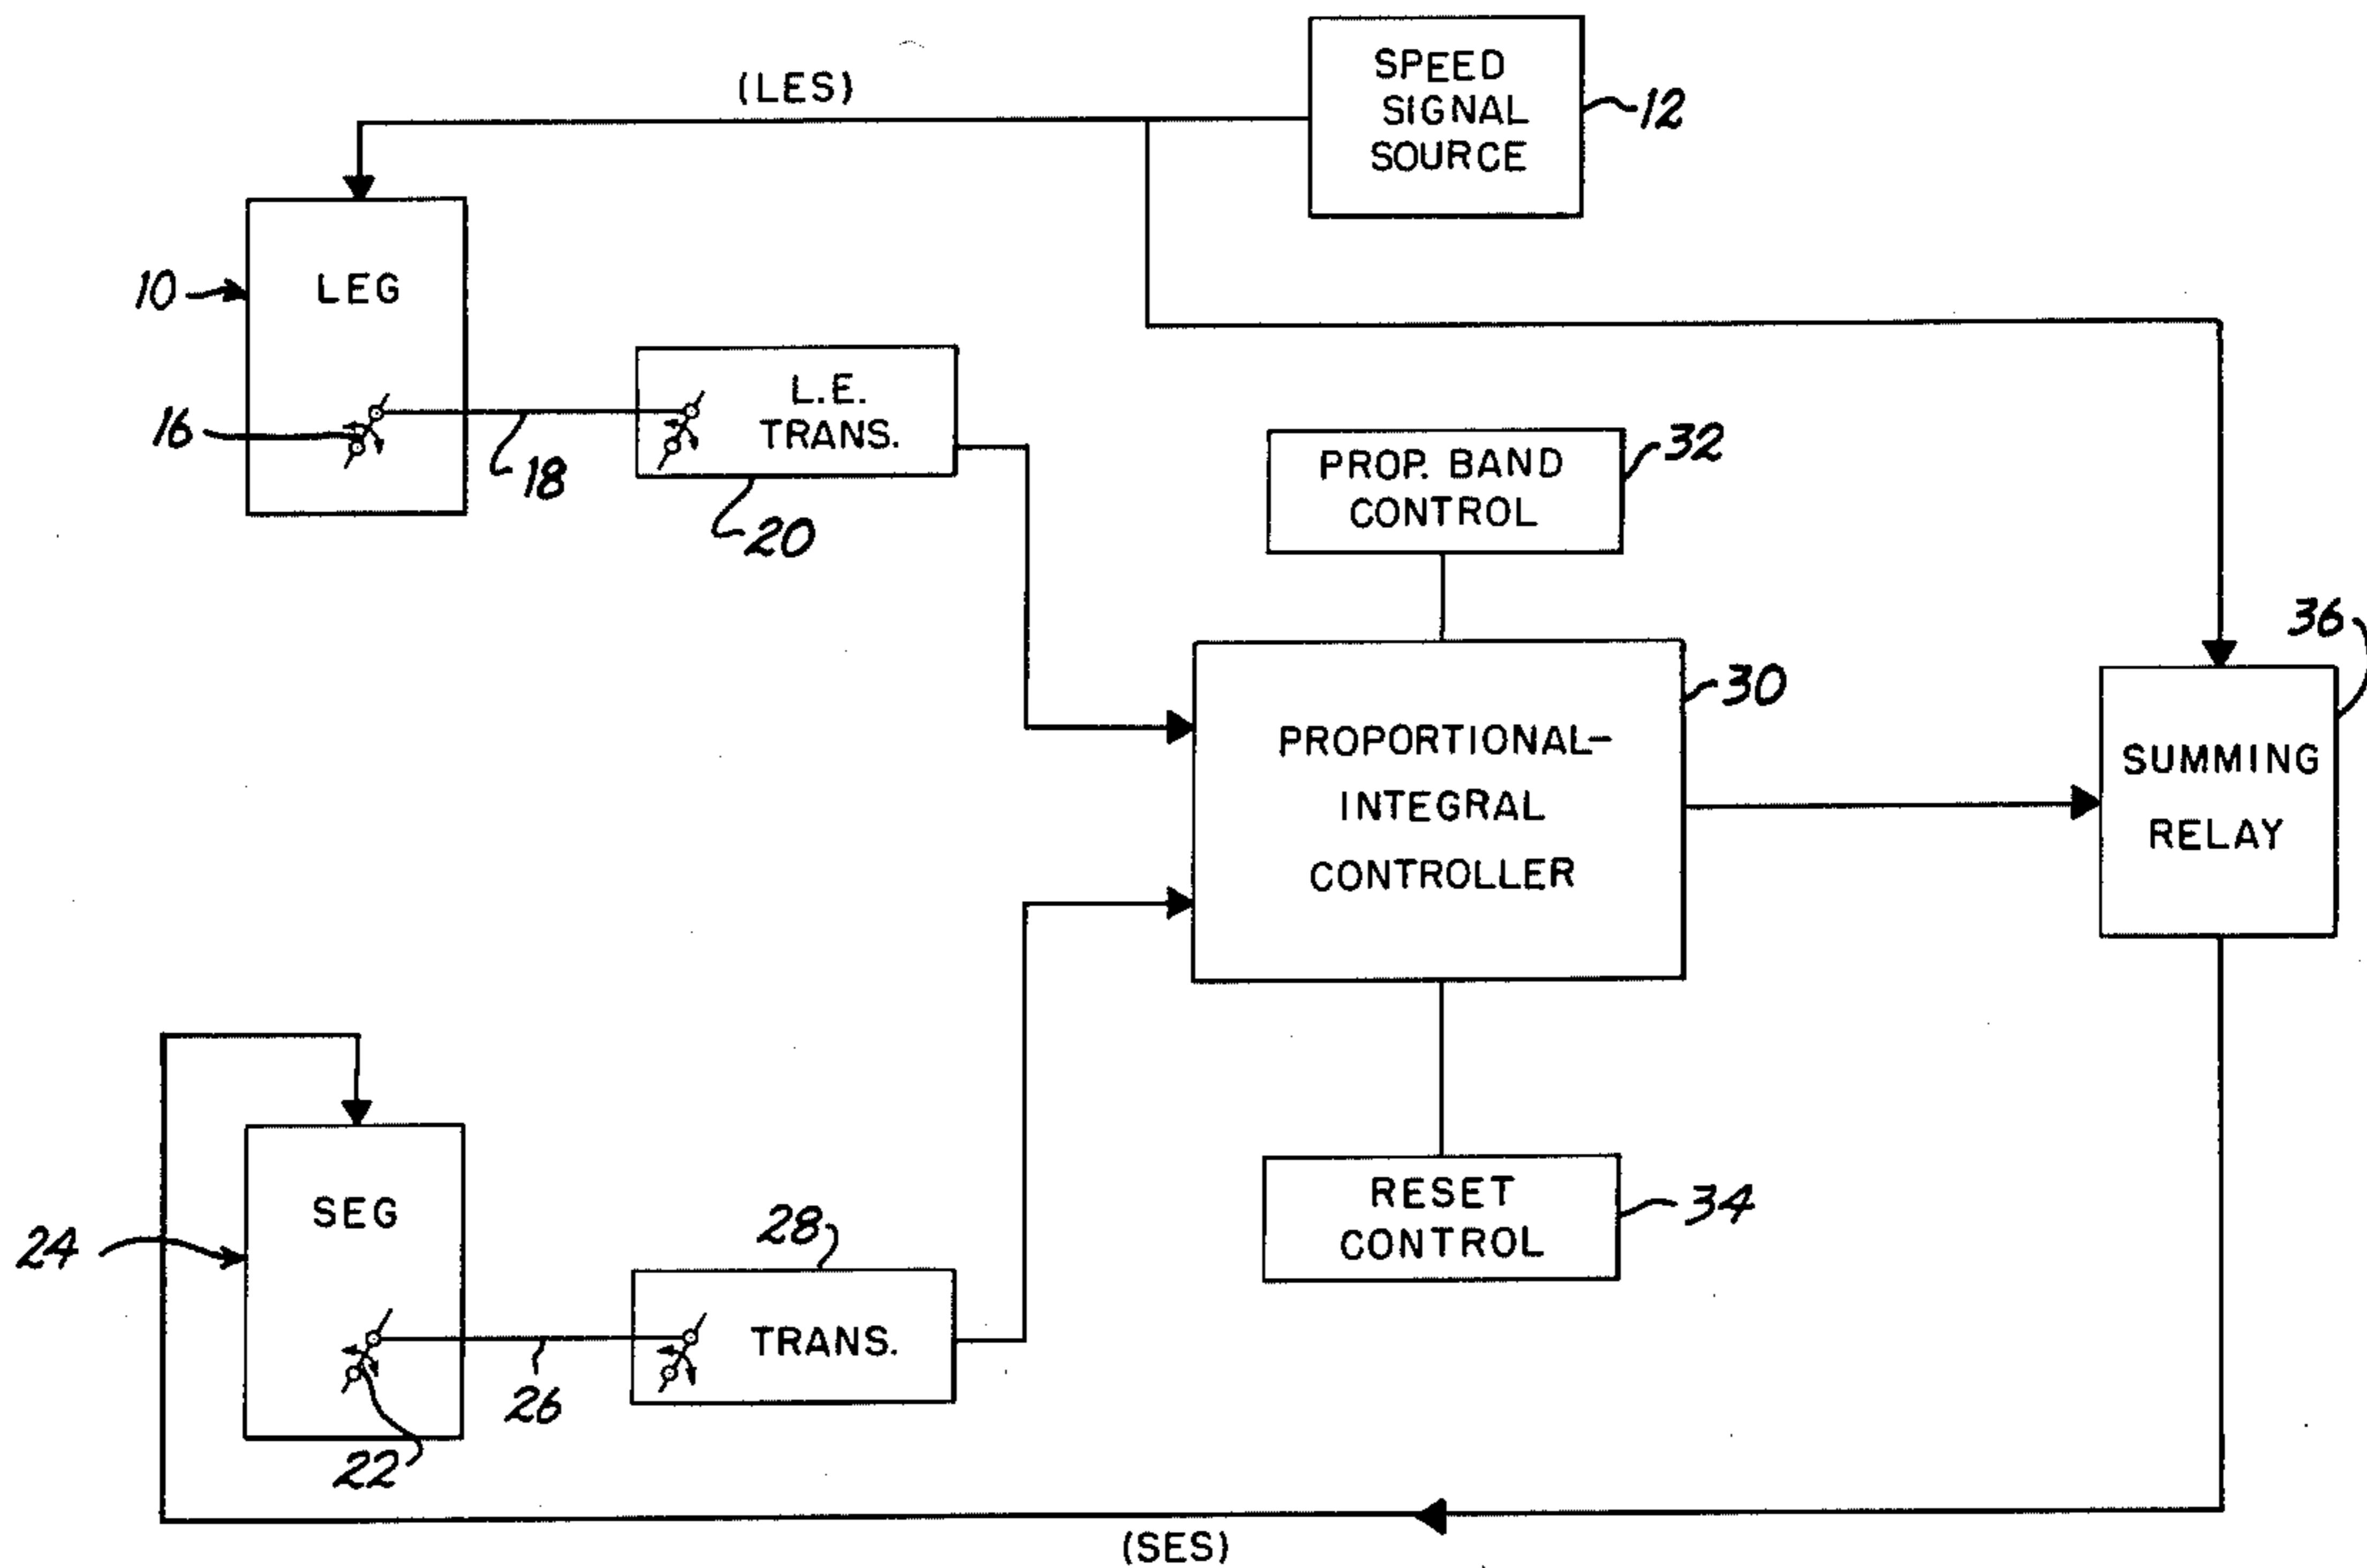 (LES)
SPEED
SIGNAL
SOURCE
12
10
LEG
16
18
L.E.
TRANS.
20
PROP. BAND
CONTROL
32
36
30
PROPORTIONAL-
INTEGRAL
CONTROLLER
SUMMING
RELAY
24
SEG
22
26
28
TRANS.
RESET
CONTROL
34
(SES)